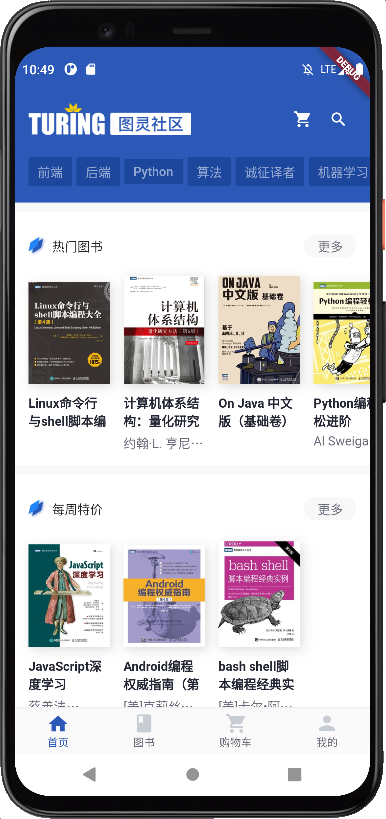 10:49
LTE
DEBUG
TURING 图灵社区
前端 后端 Python 算法 诚征译者 机器学习
热门图书 更多
Linux命令行与
shell脚本编程大全
计算机
体系结构
量化研究方法
ON JAVA
中文版 基础卷
Python编程轻
Linux命令行
与shell脚本编
计算机体系结
构：量化研究
约翰·L. 亨尼…
On Java 中文
版（基础卷）
Python编程
松进阶
Al Sweiga
每周特价 更多
JavaScript
深度学习
Android
编程权威指南
O'REILLY
bash shell
脚本编程经典实例
JavaScript深
度学习
Android编程
权威指南（第
bash shell脚
本编程经典实
蔡善清…
[美]克莉丝…
[美]卡尔·阿…
首页 图书 购物车 我的